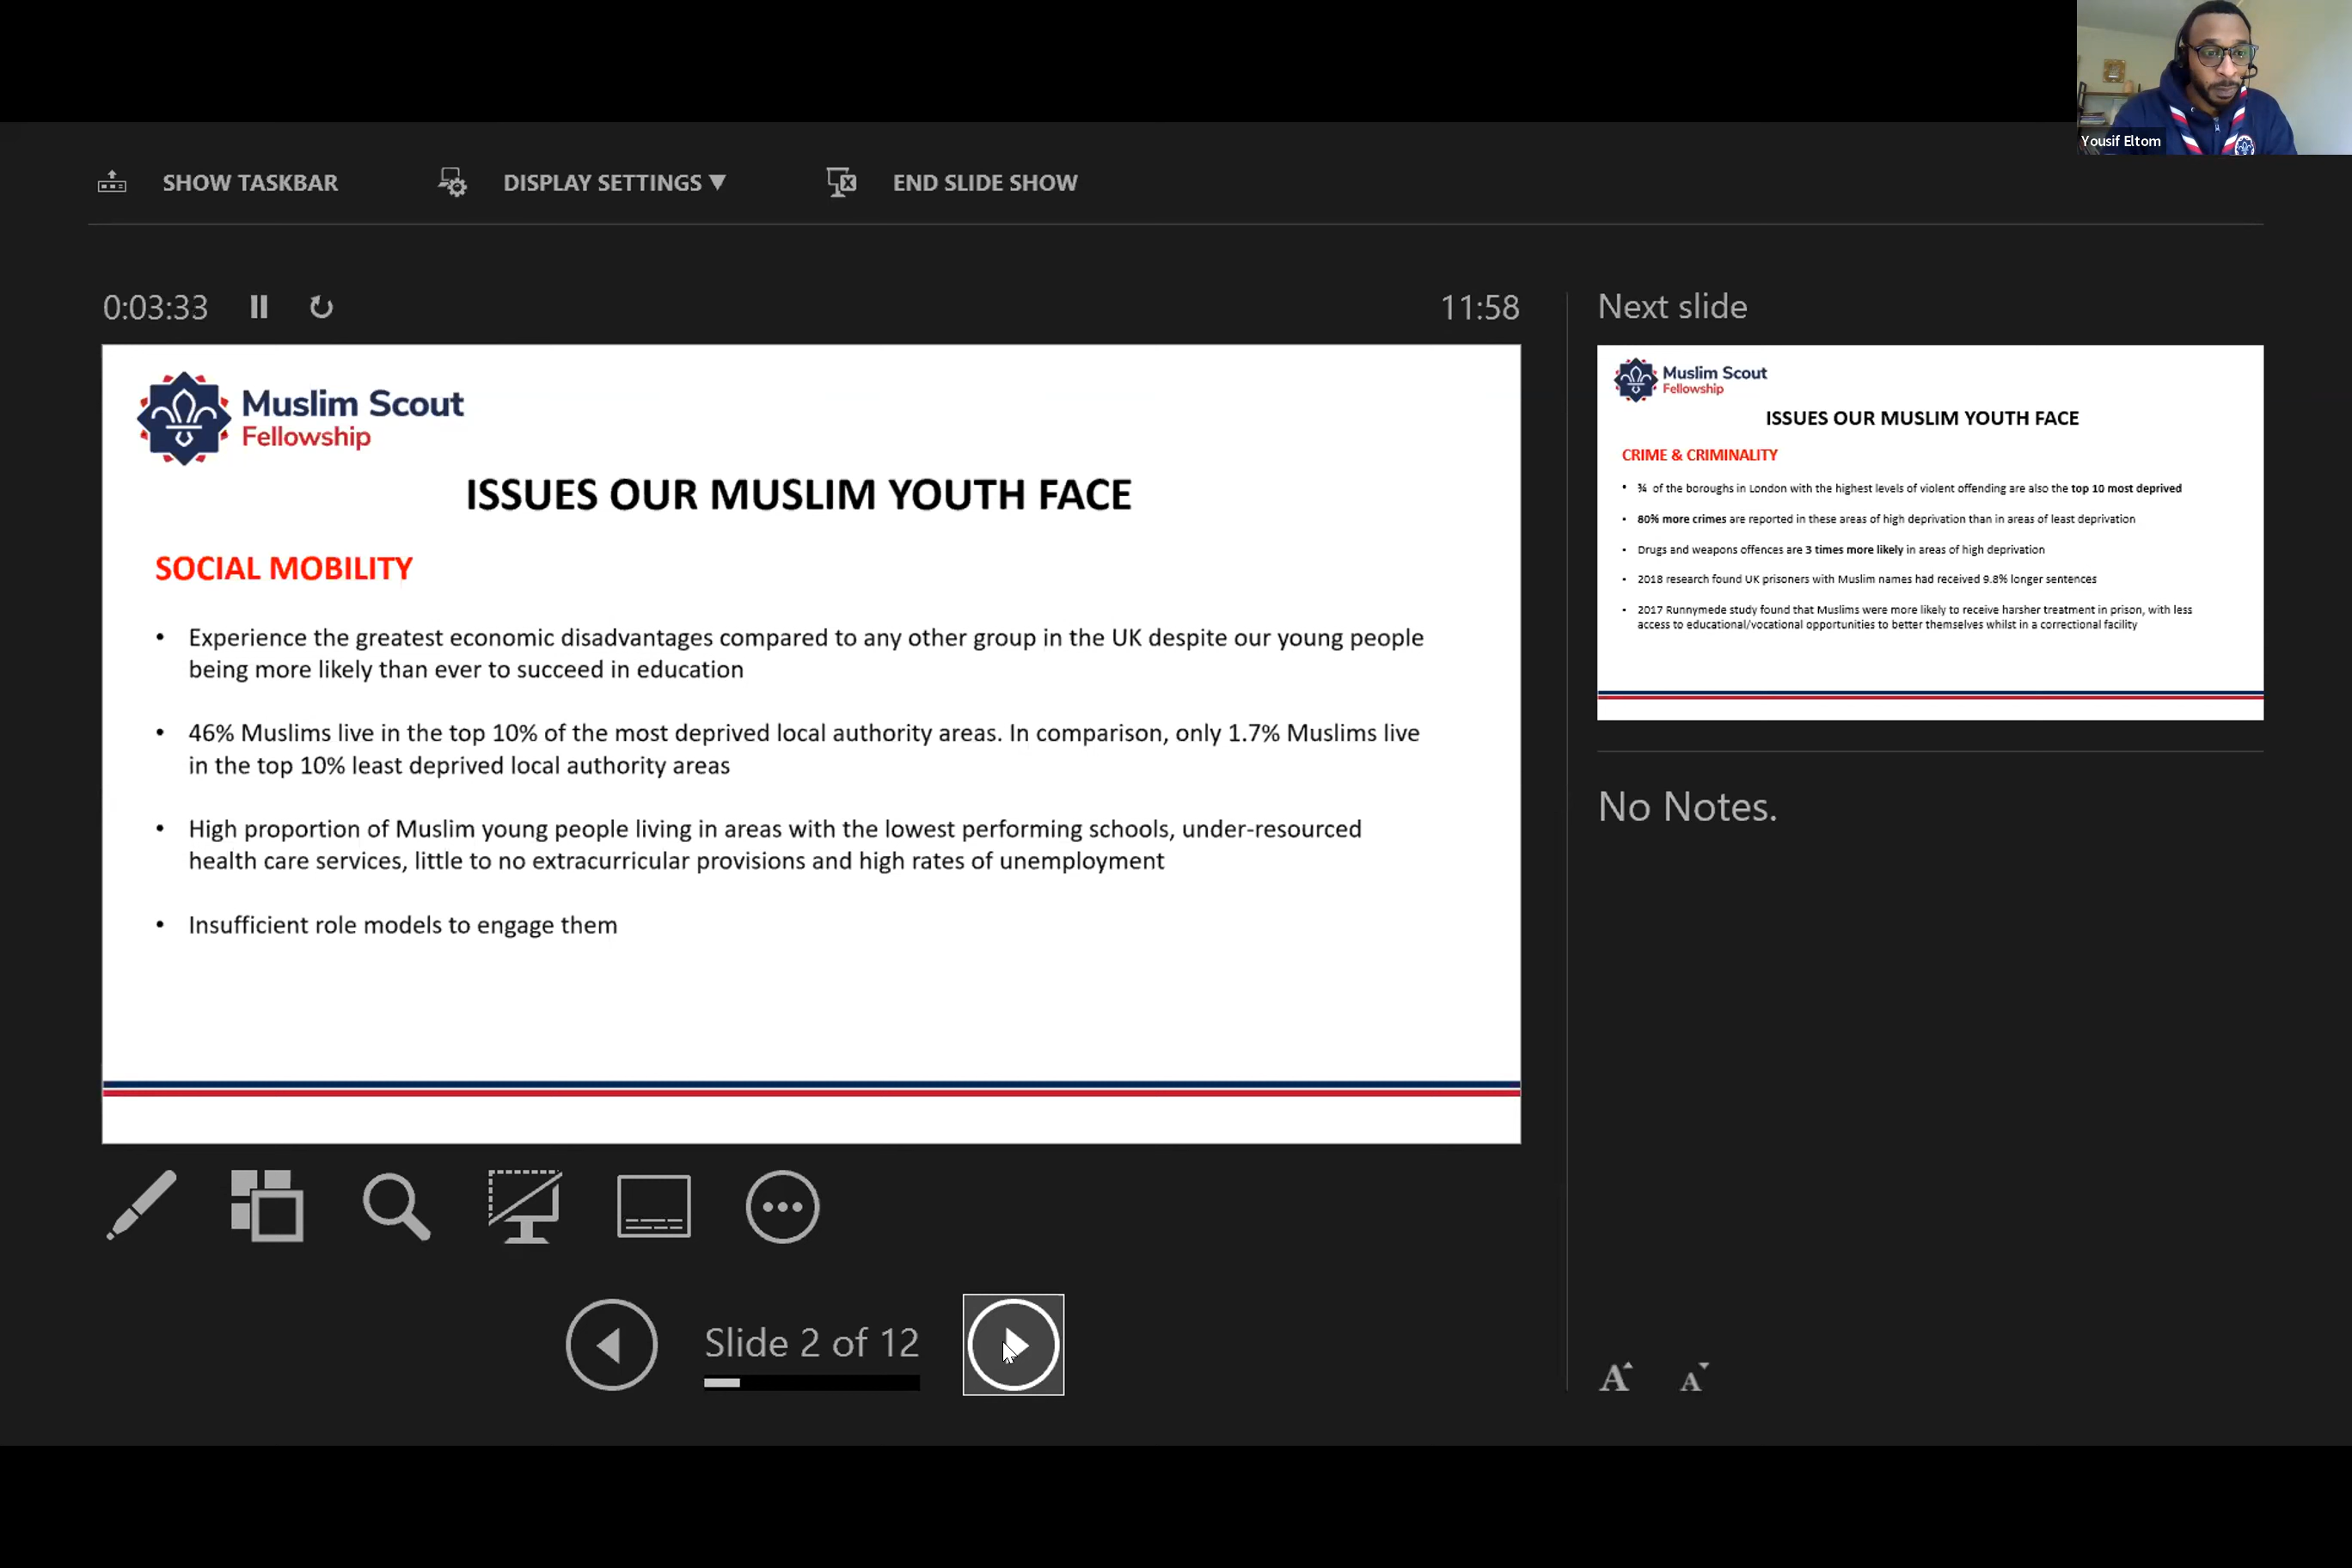 Yousif Eltom
SHOW TASKBAR
DISPLAY SETTINGS ▼
END SLIDE SHOW
0:03:33
11:58
Muslim Scout
Fellowship
ISSUES OUR MUSLIM YOUTH FACE
SOCIAL MOBILITY
• Experience the greatest economic disadvantages compared to any other group in the UK despite our young people
being more likely than ever to succeed in education
• 46% Muslims live in the top 10% of the most deprived local authority areas. In comparison, only 1.7% Muslims live
in the top 10% least deprived local authority areas
• High proportion of Muslim young people living in areas with the lowest performing schools, under-resourced
health care services, little to no extracurricular provisions and high rates of unemployment
• Insufficient role models to engage them
Slide 2 of 12
Next slide
Muslim Scout
Fellowship
ISSUES OUR MUSLIM YOUTH FACE
CRIME & CRIMINALITY
• ¾ of the boroughs in London with the highest levels of violent offending are also the top 10 most deprived
• 80% more crimes are reported in these areas of high deprivation than in areas of least deprivation
• Drugs and weapons offences are 3 times more likely in areas of high deprivation
• 2018 research found UK prisoners with Muslim names had received 9.8% longer sentences
• 2017 Runnymede study found that Muslims were more likely to receive harsher treatment in prison, with less
access to educational/vocational opportunities to better themselves whilst in a correctional facility
No Notes.
A A